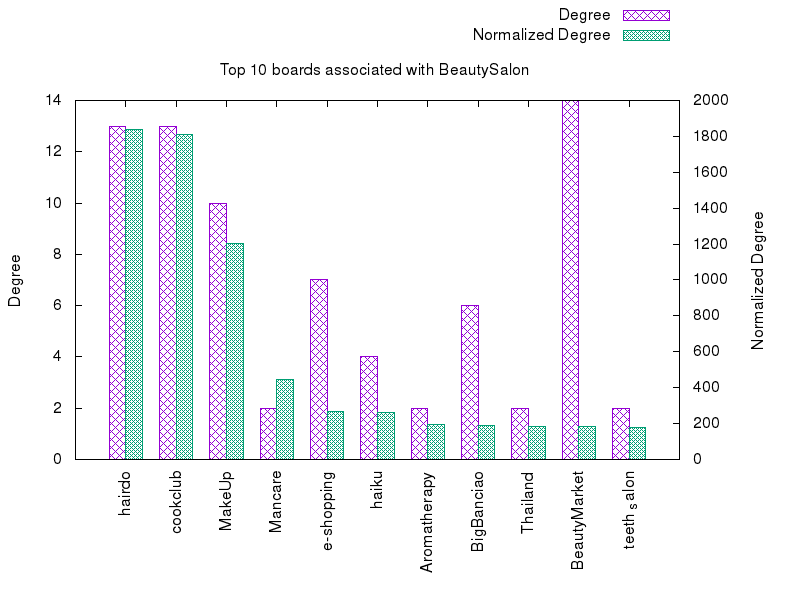 Degree
Normalized Degree
Top 10 boards associated with BeautySalon
14
12
10
8
6
4
2
0
2000
1800
1600
1400
1200
1000
800
600
400
200
0
Degree
Normalized Degree
hairdo
cookclub
MakeUp
Mancare
e-shopping
haiku
Aromatherapy
BigBanciao
Thailand
BeautyMarket
teeth salon